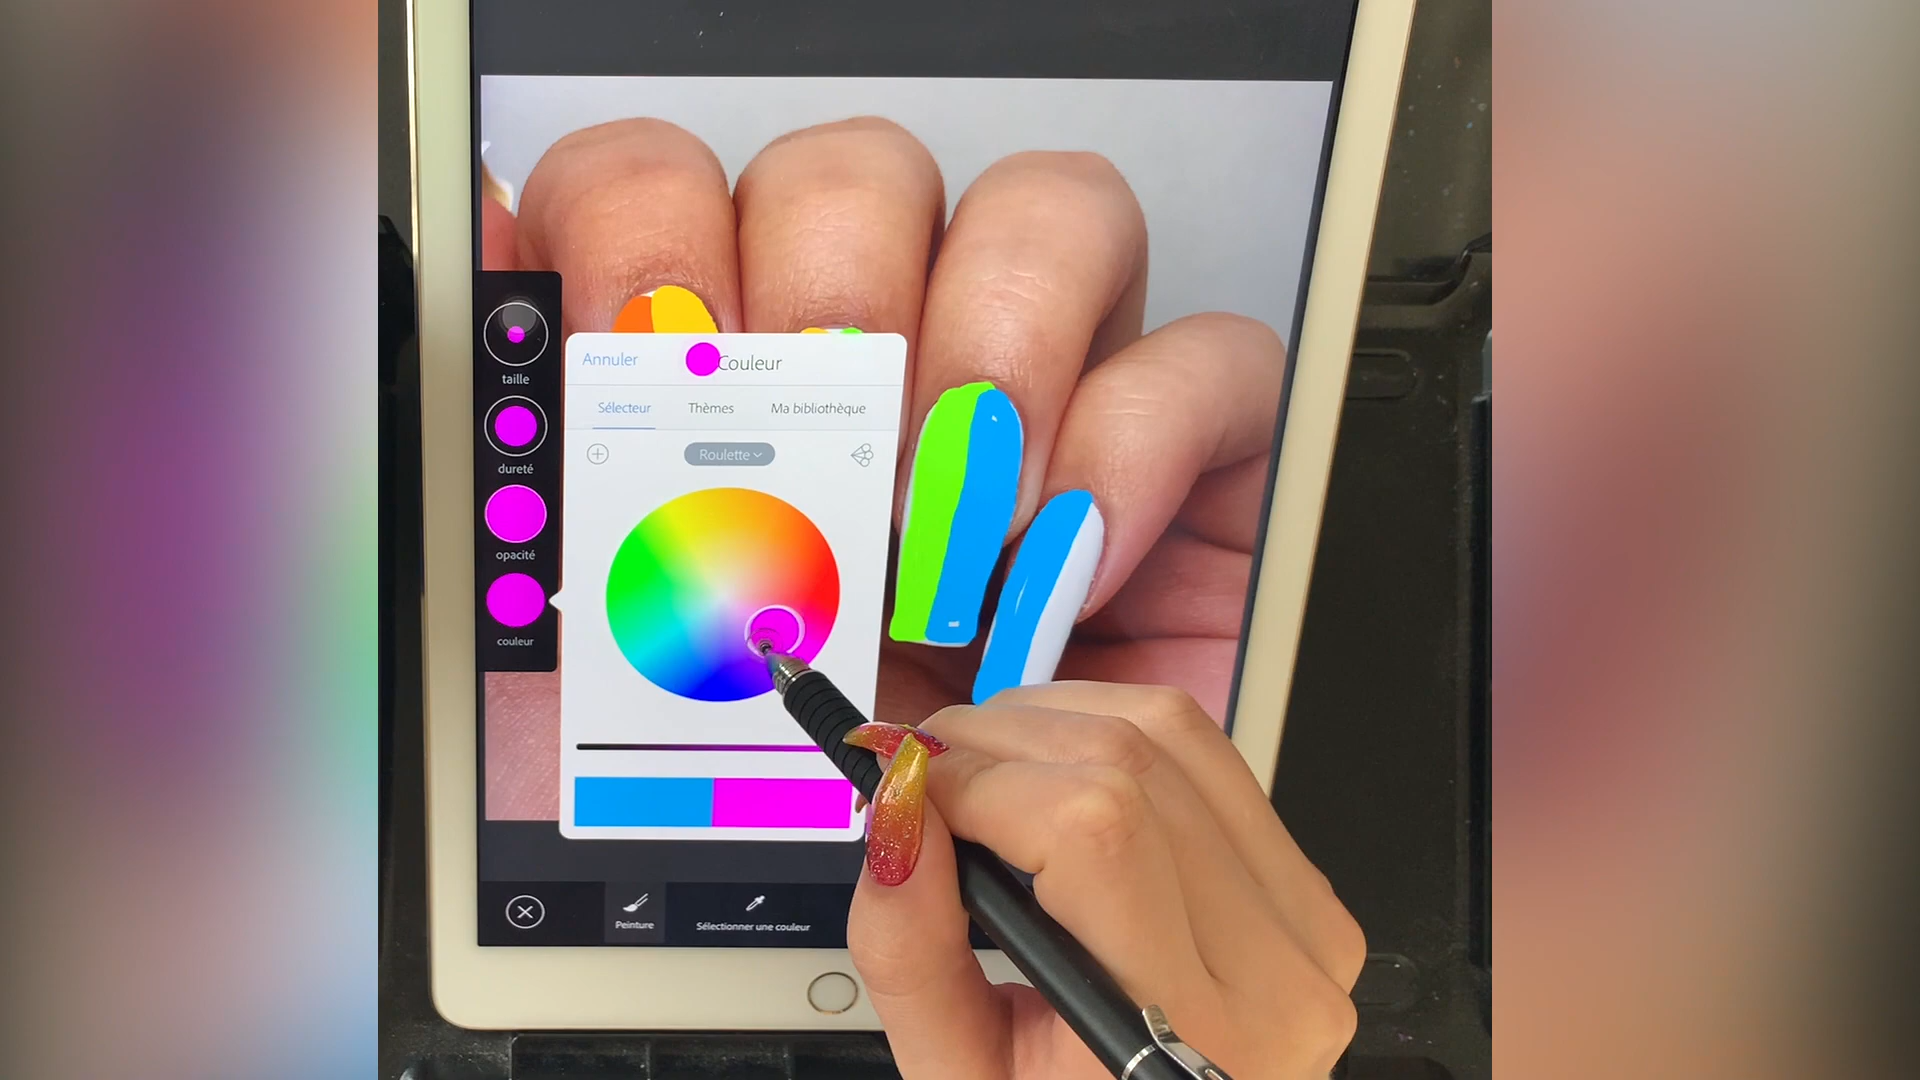 Annuler
Couleur
Sélecteur
Thèmes
Ma bibliothèque
Roulette
taille
dureté
opacité
couleur
Peinture
Sélectionner une couleur